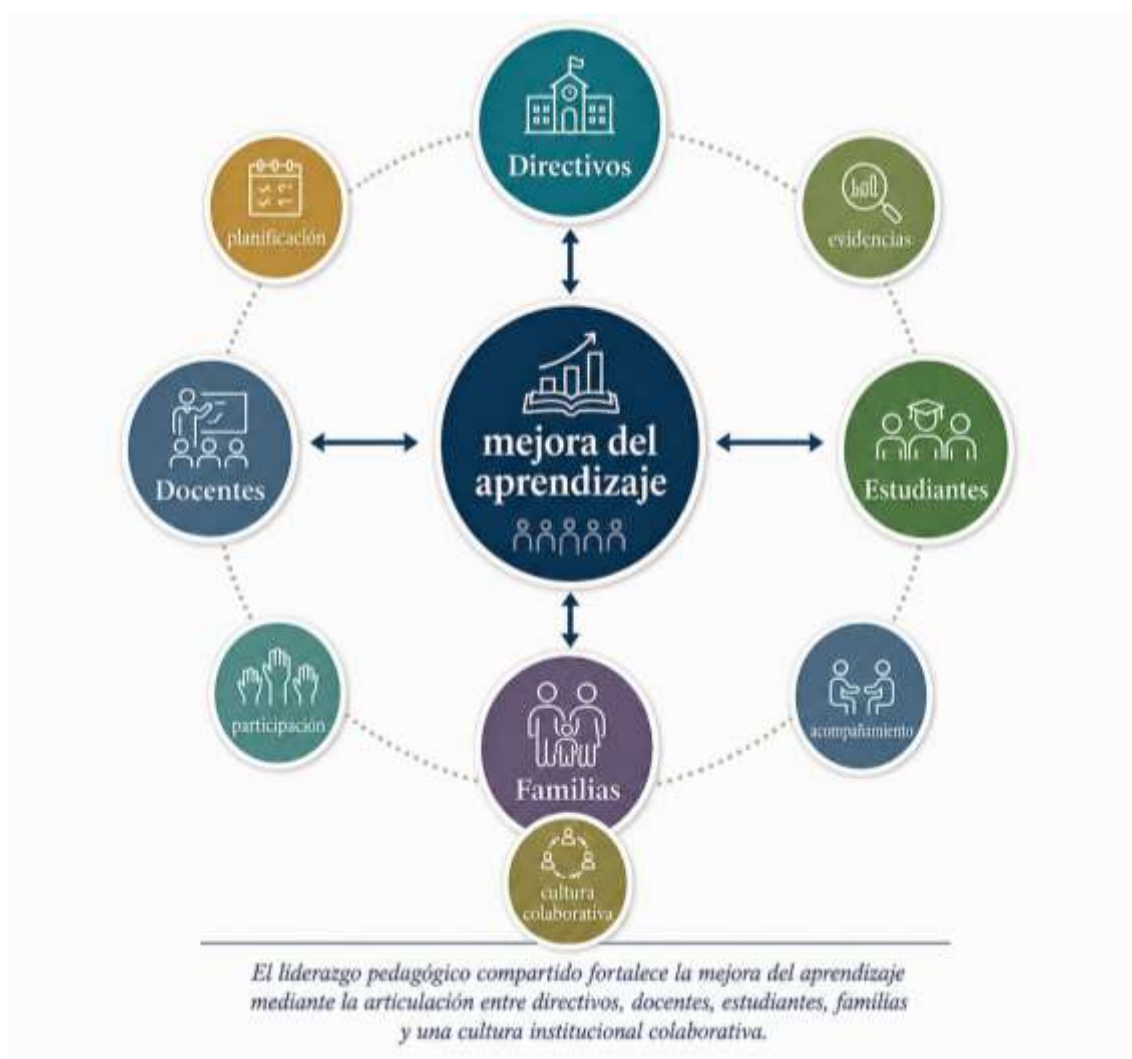 Directivos
planificación
evidencias
mejora del
aprendizaje
Docentes
Estudiantes
participación
acompañamiento
Familias
cultura
colaborativa
El liderazgo pedagógico compartido fortalece la mejora del aprendizaje
mediante la articulación entre directivos, docentes, estudiantes, familias
y una cultura institucional colaborativa.